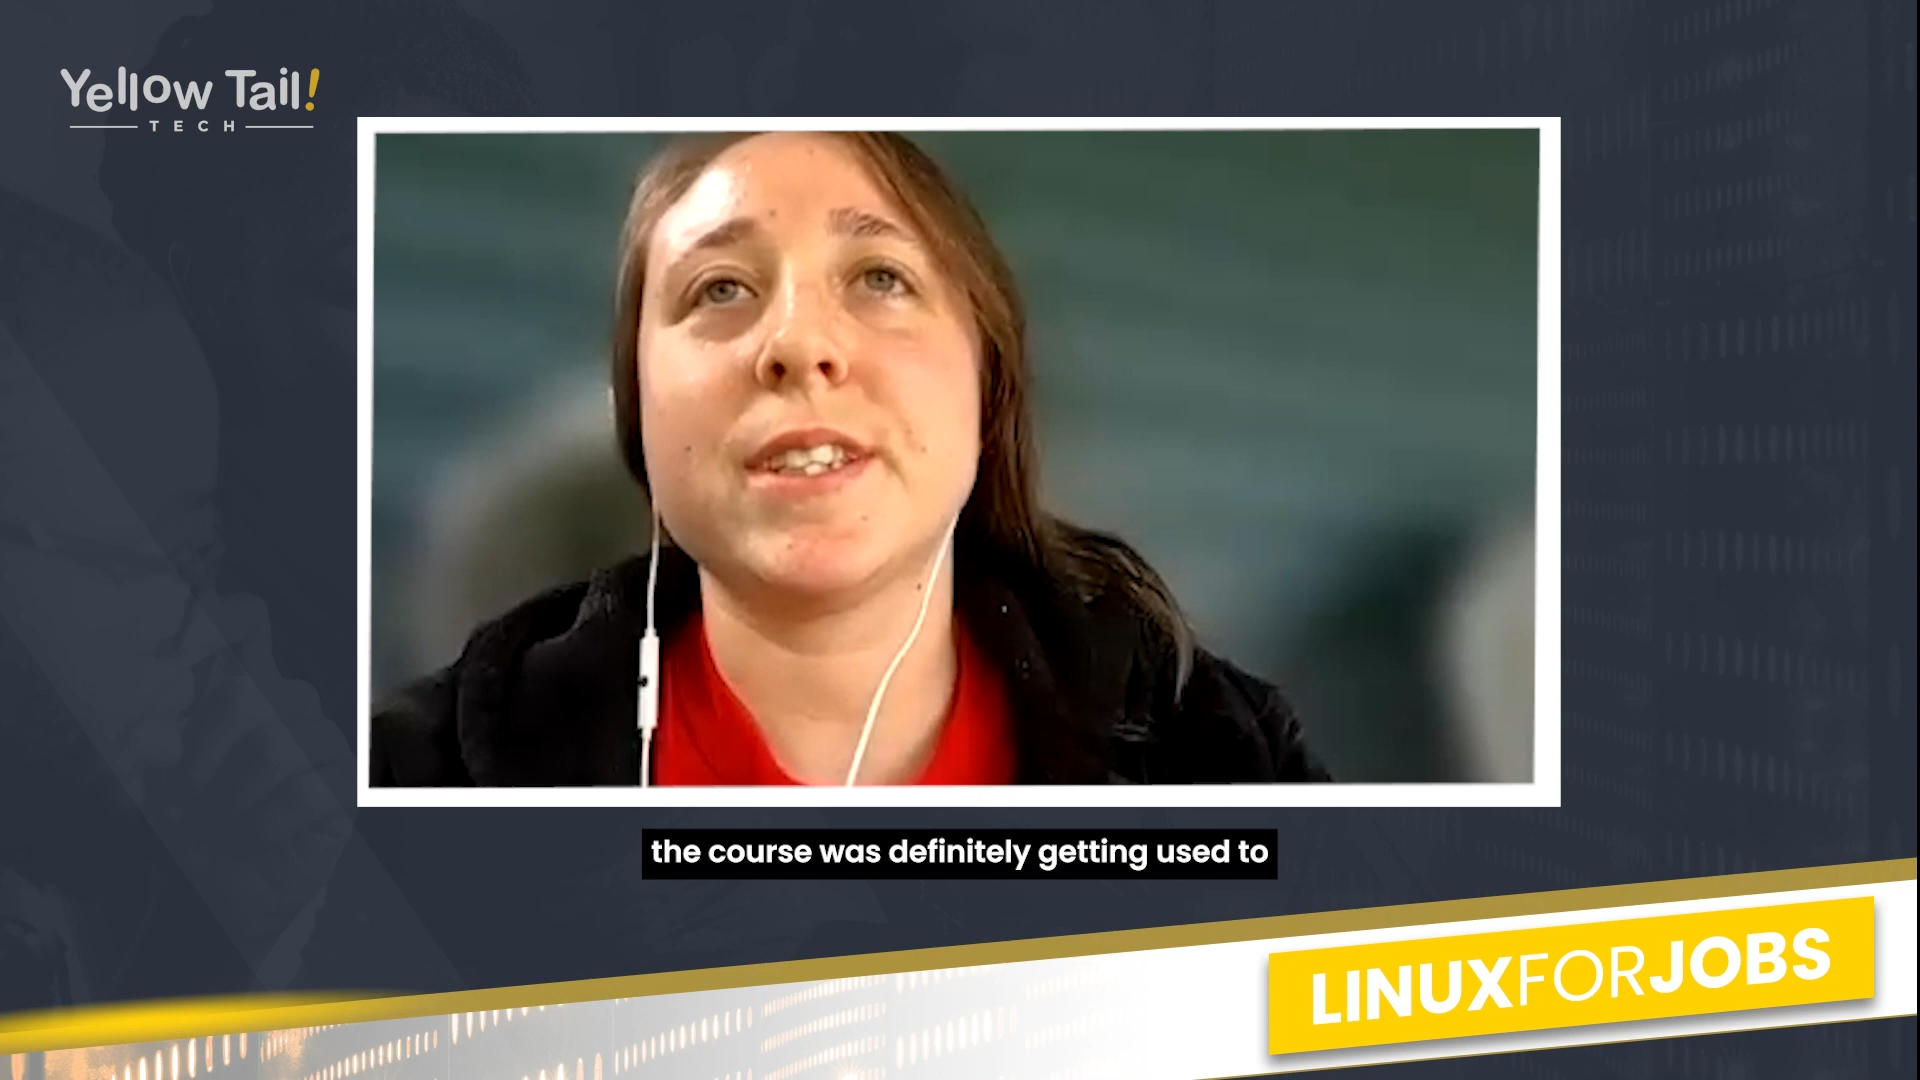 Yellow Tail!
TECH
the course was definitely getting used to
LINUXFORJOBS